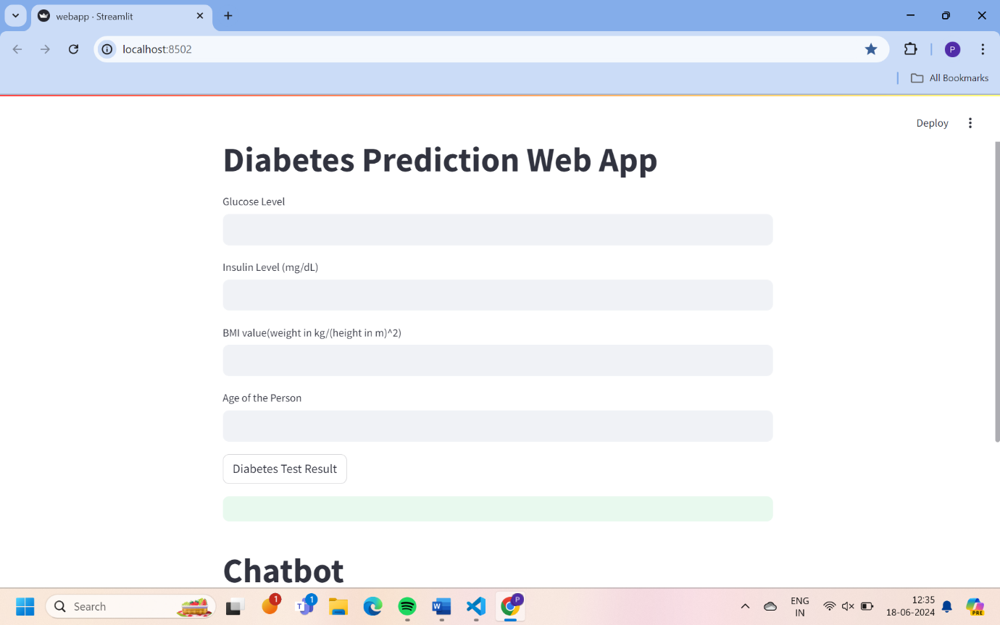 webapp · Streamlit
localhost:8502
P
All Bookmarks
Deploy
Diabetes Prediction Web App
Glucose Level
Insulin Level (mg/dL)
BMI value(weight in kg/(height in m)^2)
Age of the Person
Diabetes Test Result
Chatbot
Search
1
T
1
W
P
ENG
IN
12:35
18-06-2024
PRE